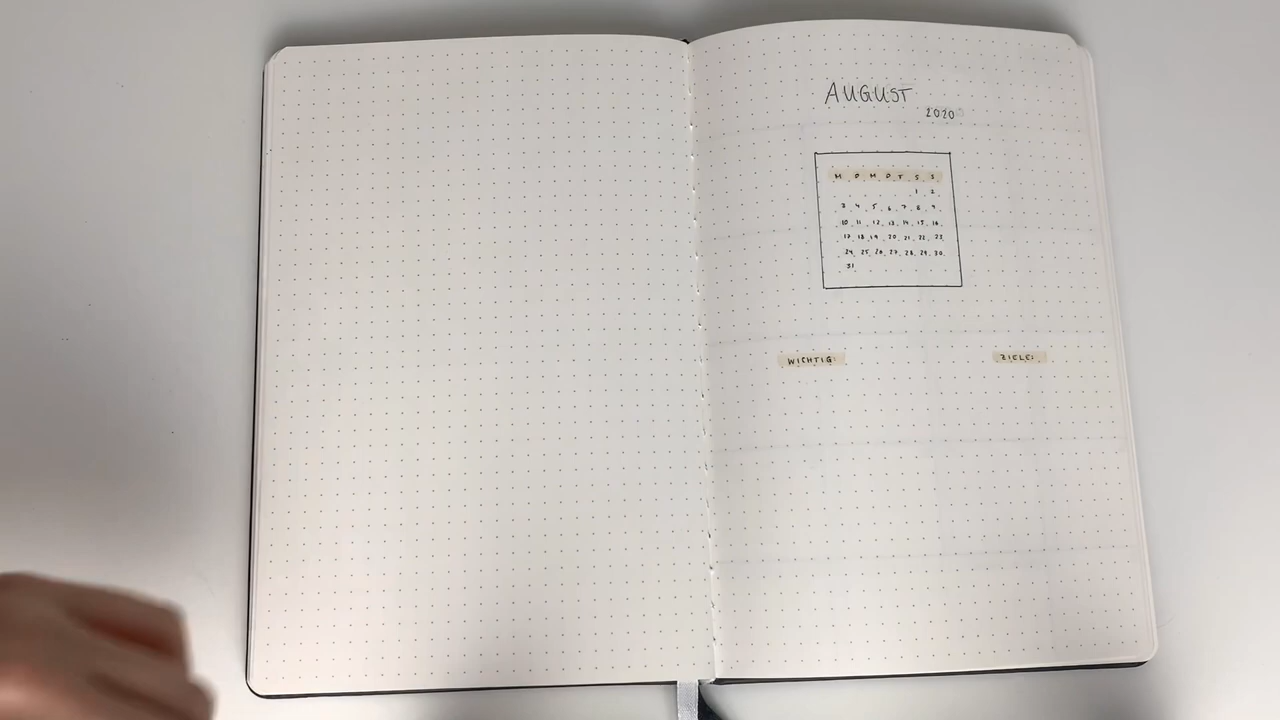 AUGUST
2020
M D M D F S S
1 2
3 4 5 6 7 8 9
10 11 12 13 14 15 16
17 18 19 20 21 22 23
24 25 26 27 28 29 30
31
WICHTIG:
ZIELE: